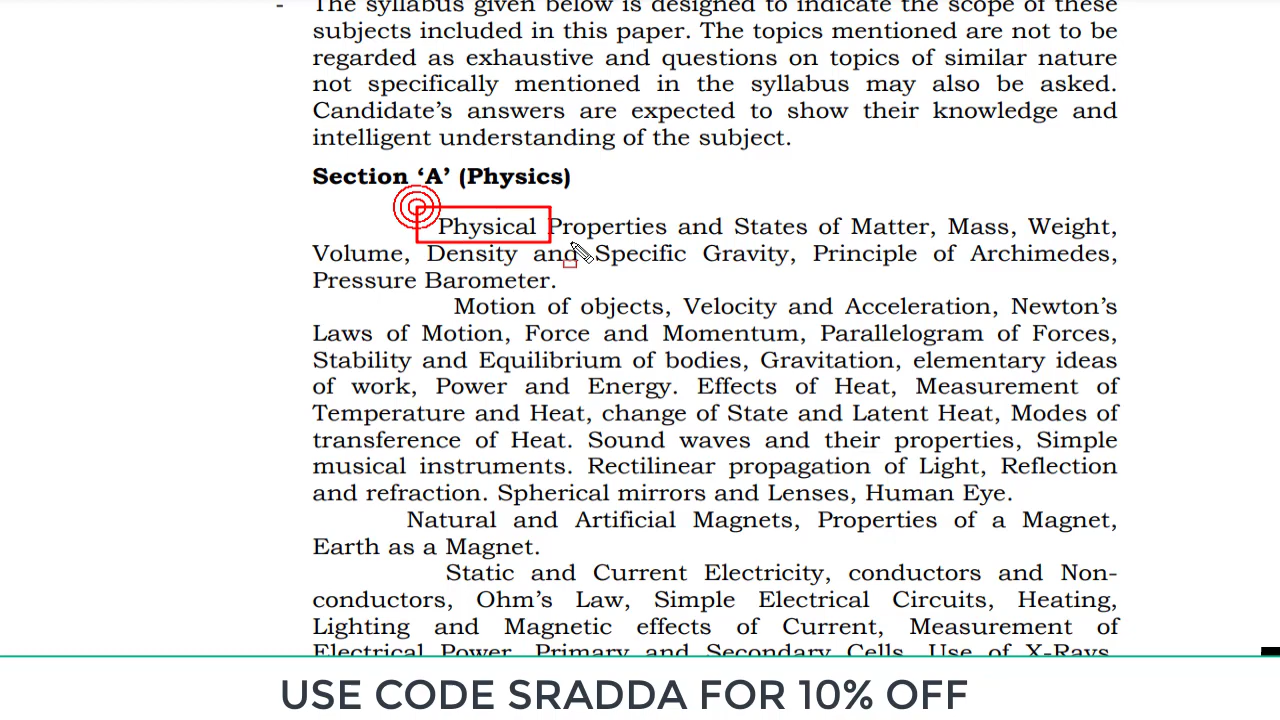 - The syllabus given below is designed to indicate the scope of these
subjects included in this paper. The topics mentioned are not to be
regarded as exhaustive and questions on topics of similar nature
not specifically mentioned in the syllabus may also be asked.
Candidate’s answers are expected to show their knowledge and
intelligent understanding of the subject.
Section ‘A’ (Physics)
Physical Properties and States of Matter, Mass, Weight,
Volume, Density and Specific Gravity, Principle of Archimedes,
Pressure Barometer.
Motion of objects, Velocity and Acceleration, Newton’s
Laws of Motion, Force and Momentum, Parallelogram of Forces,
Stability and Equilibrium of bodies, Gravitation, elementary ideas
of work, Power and Energy. Effects of Heat, Measurement of
Temperature and Heat, change of State and Latent Heat, Modes of
transference of Heat. Sound waves and their properties, Simple
musical instruments. Rectilinear propagation of Light, Reflection
and refraction. Spherical mirrors and Lenses, Human Eye.
Natural and Artificial Magnets, Properties of a Magnet,
Earth as a Magnet.
Static and Current Electricity, conductors and Non-
conductors, Ohm’s Law, Simple Electrical Circuits, Heating,
Lighting and Magnetic effects of Current, Measurement of
Electrical Power, Primary and Secondary Cells, Use of X-Rays.
USE CODE SRADDA FOR 10% OFF